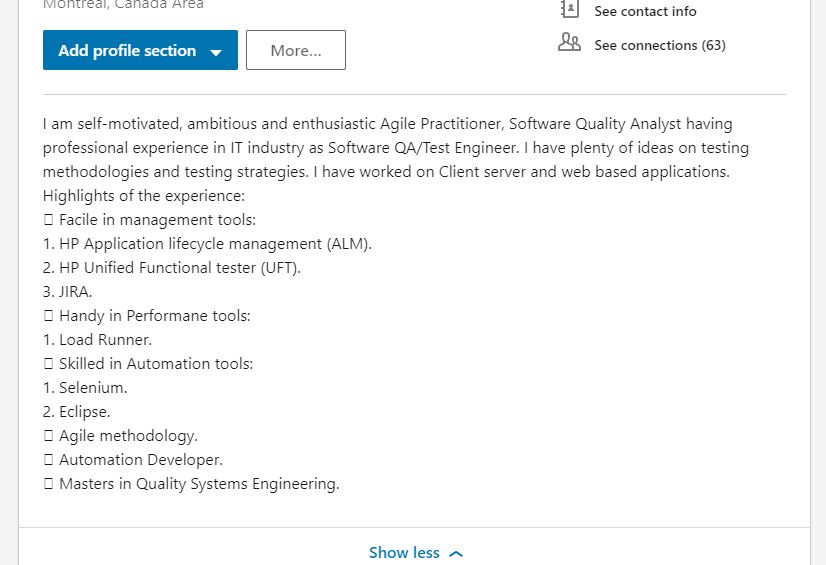 Montreal, Canada Area
See contact info
Add profile section
More...
See connections (63)
I am self-motivated, ambitious and enthusiastic Agile Practitioner, Software Quality Analyst having
professional experience in IT industry as Software QA/Test Engineer. I have plenty of ideas on testing
methodologies and testing strategies. I have worked on Client server and web based applications.
Highlights of the experience:
▯ Facile in management tools:
1. HP Application lifecycle management (ALM).
2. HP Unified Functional tester (UFT).
3. JIRA.
▯ Handy in Performane tools:
1. Load Runner.
▯ Skilled in Automation tools:
1. Selenium.
2. Eclipse.
▯ Agile methodology.
▯ Automation Developer.
▯ Masters in Quality Systems Engineering.
Show less